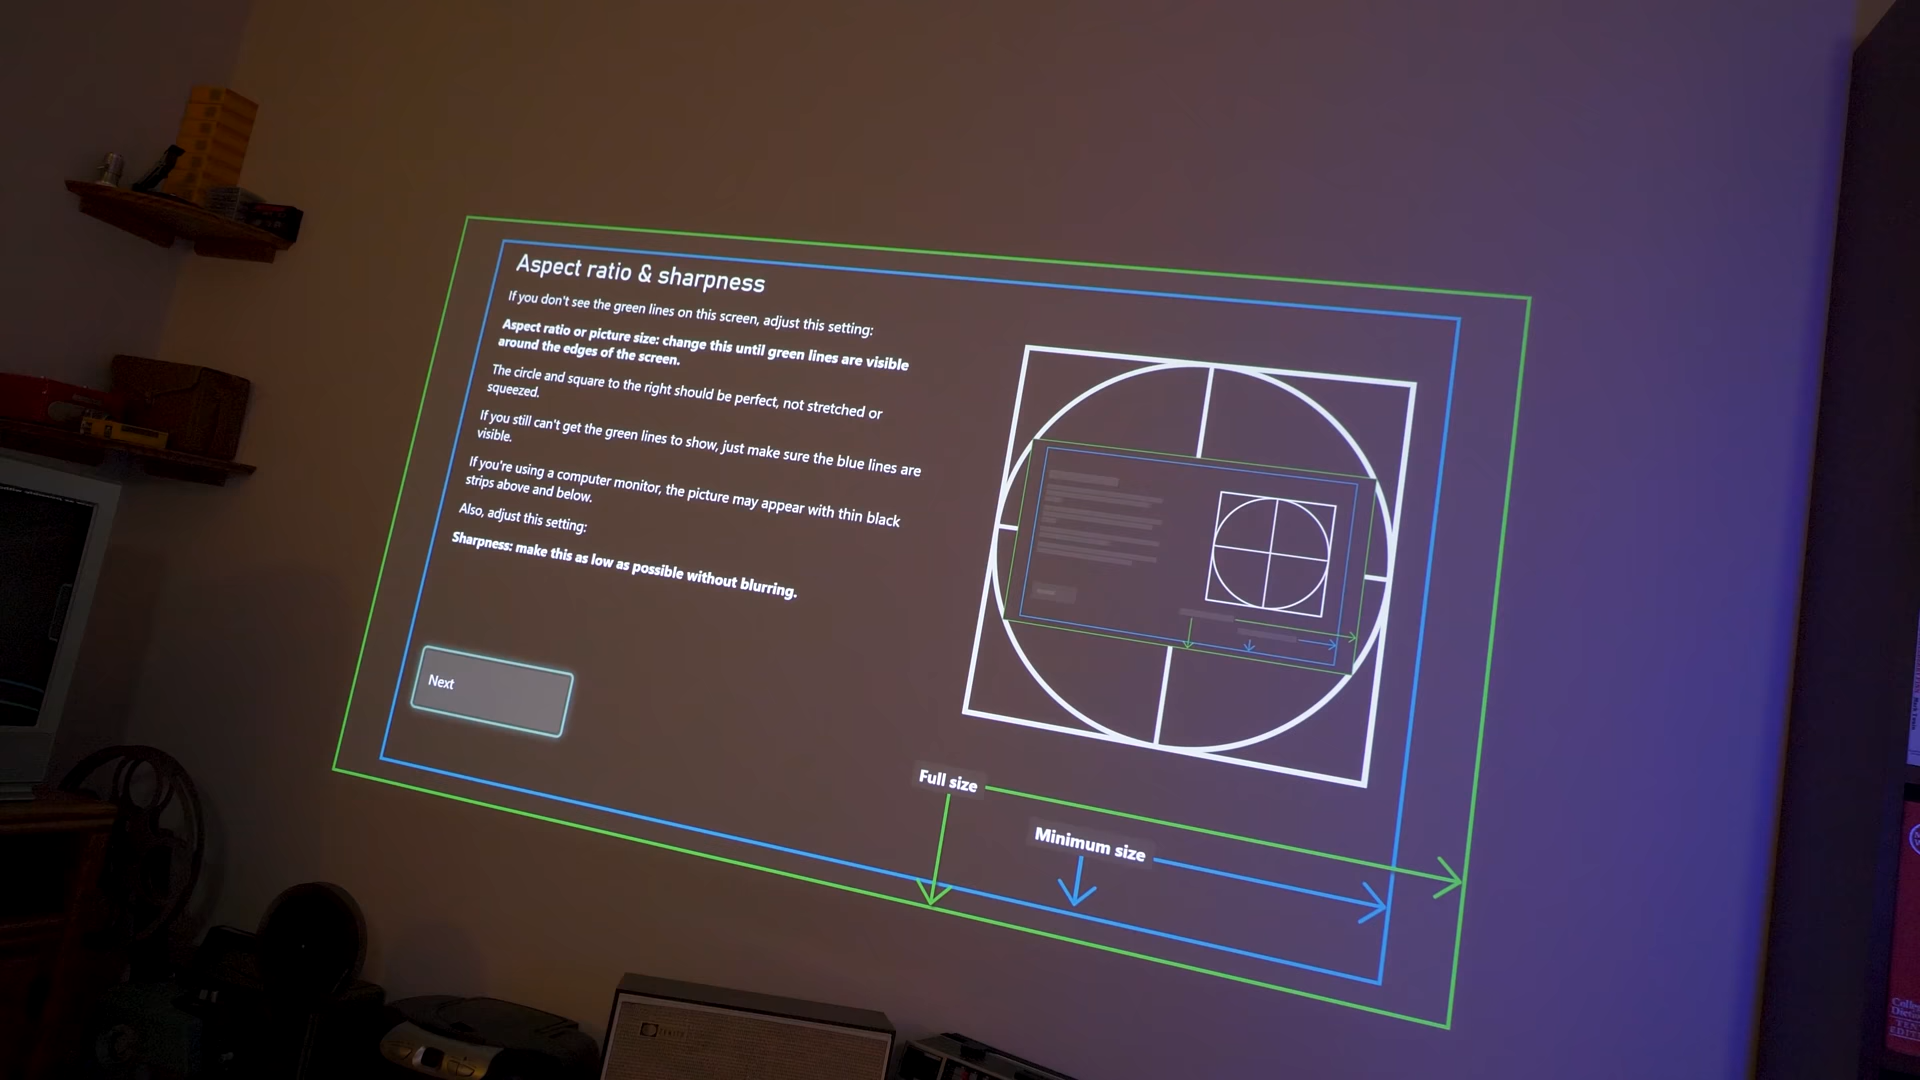 Aspect ratio & sharpness
If you don't see the green lines on this screen, adjust this setting:
Aspect ratio or picture size: change this until green lines are visible
around the edges of the screen.
The circle and square to the right should be perfect, not stretched or
squeezed.
If you still can't get the green lines to show, just make sure the blue lines are
visible.
If you're using a computer monitor, the picture may appear with thin black
strips above and below.
Also, adjust this setting:
Sharpness: make this as low as possible without blurring.
Next
Full size
Minimum size
ZENITH